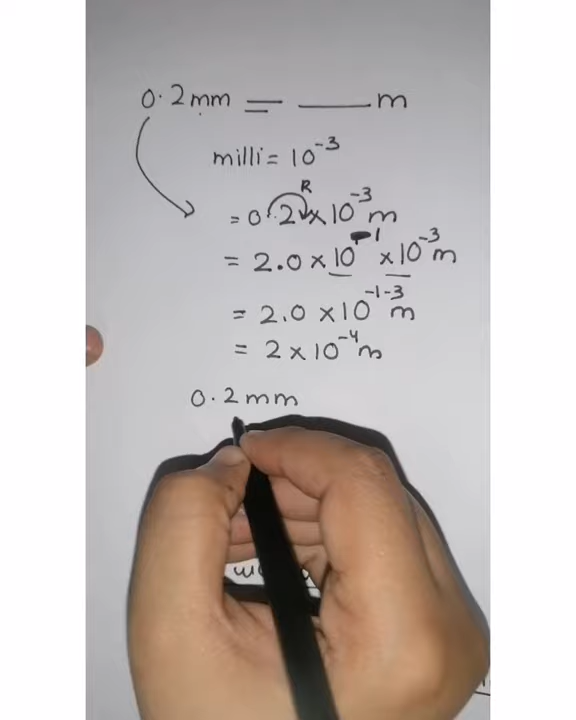 0.2mm = ____ m
milli = 10⁻³
R
= 0.2 × 10⁻³ m
= 2.0 × 10⁻¹ × 10⁻³ m
= 2.0 × 10⁻¹⁻³ m
= 2 × 10⁻⁴ m
0.2mm